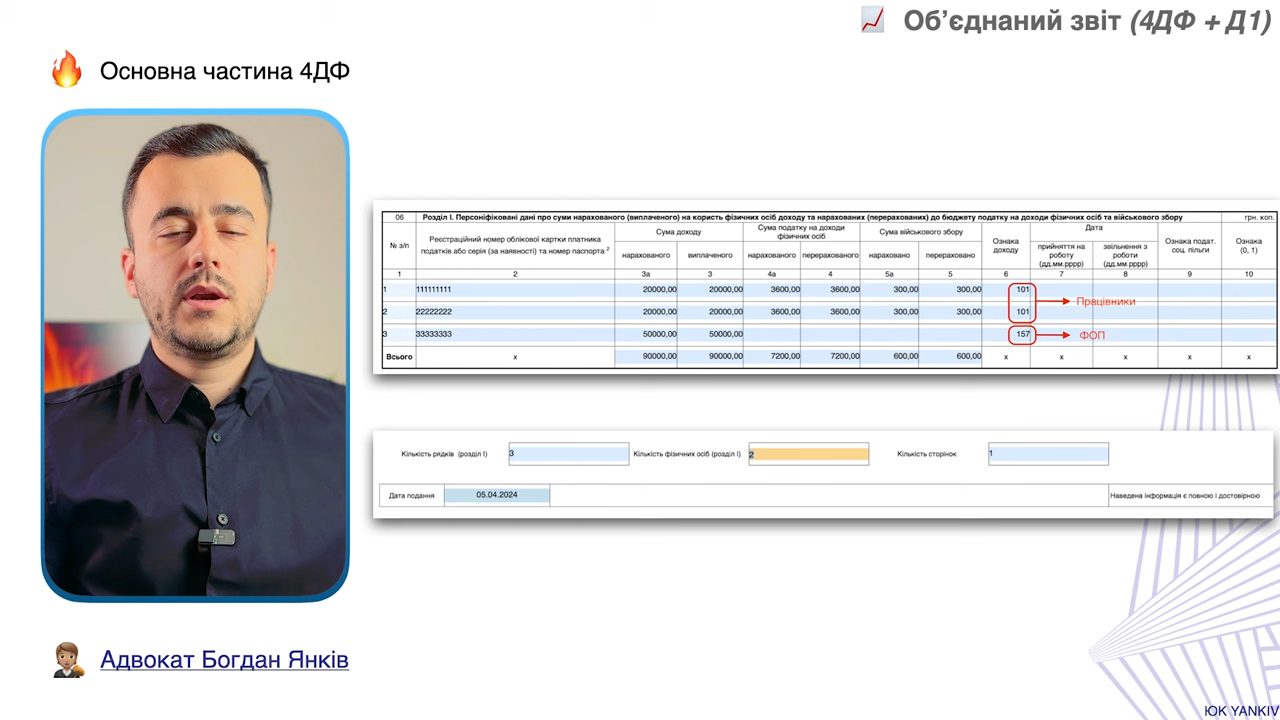 Об’єднаний звіт (4ДФ + Д1)
Основна частина 4ДФ
06 Розділ І. Персоніфіковані дані про суми нарахованого (виплаченого) на користь фізичних осіб доходу та нарахованих (перерахованих) до бюджету податку на доходи фізичних осіб та військового збору грн. коп.
№ з/п
Реєстраційний номер облікової картки платника
податків або серія (за наявності) та номер паспорта 2
Сума доходу
нарахованого виплаченого
Сума податку на доходи
фізичних осіб
нарахованого перерахованого
Сума військового збору
нараховано перераховано
Ознака
доходу
Дата
прийняття на
роботу
(дд.мм.рррр)
звільнення з
роботи
(дд.мм.рррр)
Ознака подат.
соц. пільги
Ознака
(0, 1)
1 2 3а 3 4а 4 5а 5 6 7 8 9 10
1 111111111 20000,00 20000,00 3600,00 3600,00 300,00 300,00 101
Працівники
2 22222222 20000,00 20000,00 3600,00 3600,00 300,00 300,00 101
3 33333333 50000,00 50000,00 157 ФОП
Всього х 90000,00 90000,00 7200,00 7200,00 600,00 600,00 х х х х х
Кількість рядків (розділ І) 3 Кількість фізичних осіб (розділ І) 2 Кількість сторінок 1
Дата подання 05.04.2024 Наведена інформація є повною і достовірною
Адвокат Богдан Янків
ЮК YANKIV